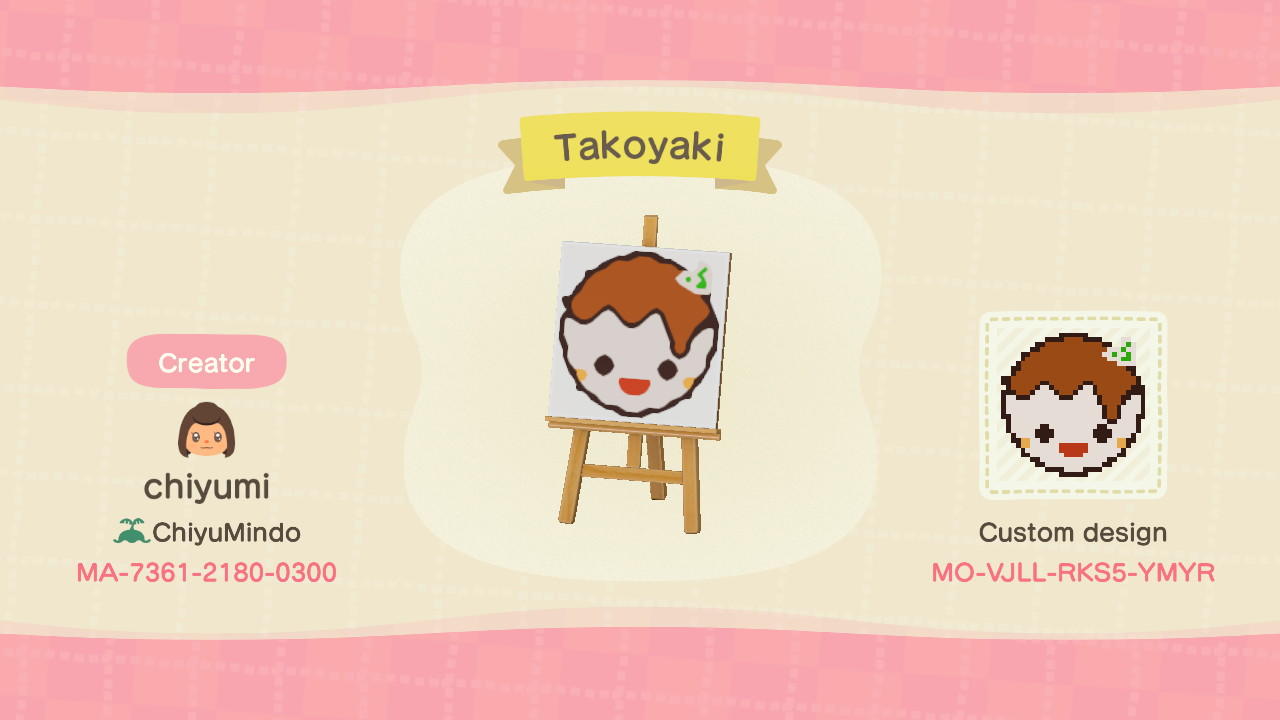 Takoyaki
Creator
chiyumi
ChiyuMindo
MA-7361-2180-0300
Custom design
MO-VJLL-RKS5-YMYR